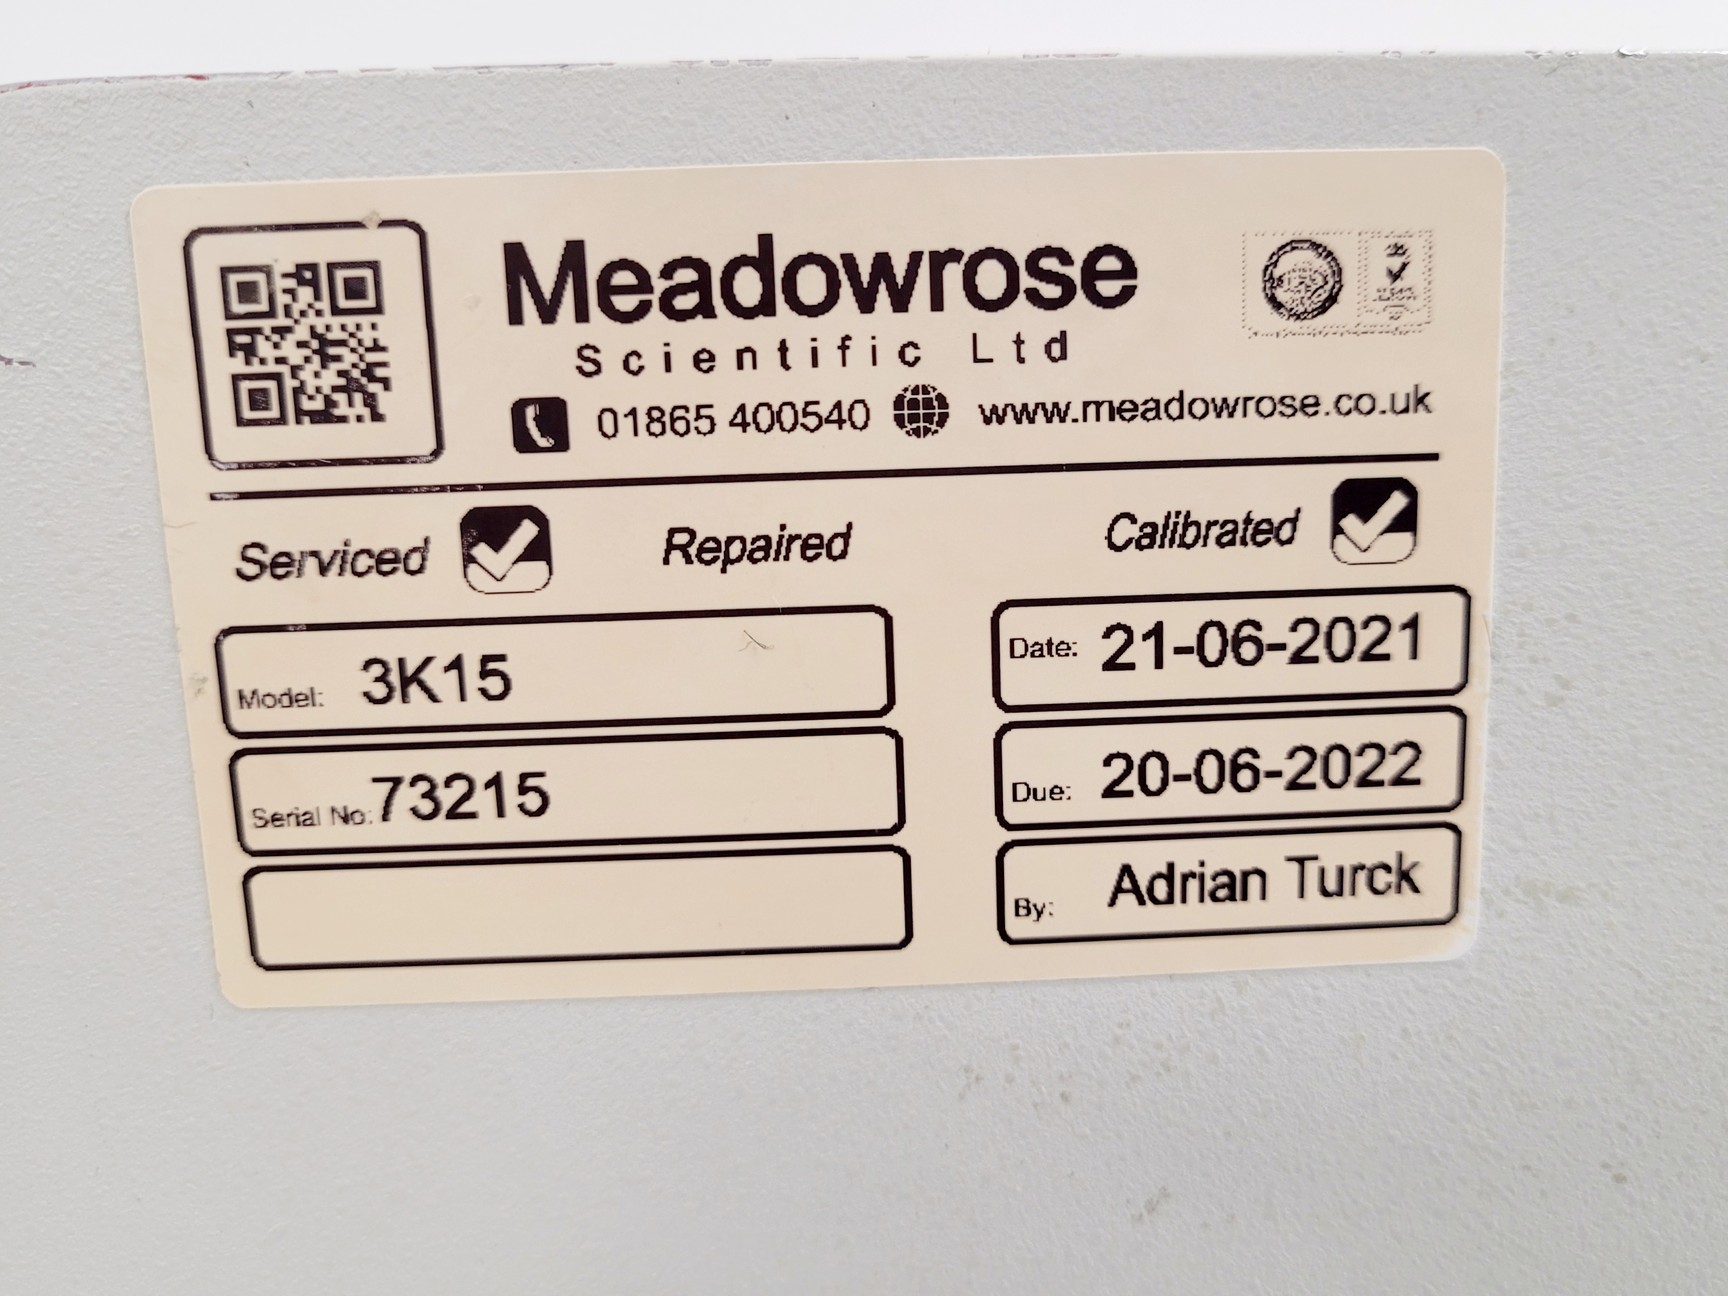 Meadowrose
Scientific Ltd
01865 400540 www.meadowrose.co.uk
Serviced Repaired Calibrated
Model: 3K15
Date: 21-06-2021
Serial No: 73215
Due: 20-06-2022
By: Adrian Turck